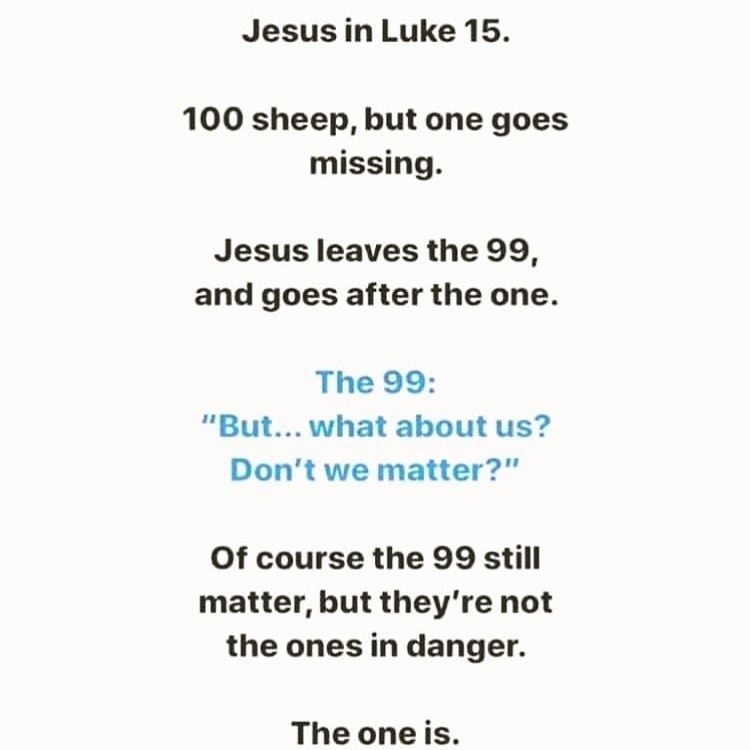 Jesus in Luke 15.
100 sheep, but one goes
missing.
Jesus leaves the 99,
and goes after the one.
The 99:
"But... what about us?
Don't we matter?"
Of course the 99 still
matter, but they're not
the ones in danger.
The one is.